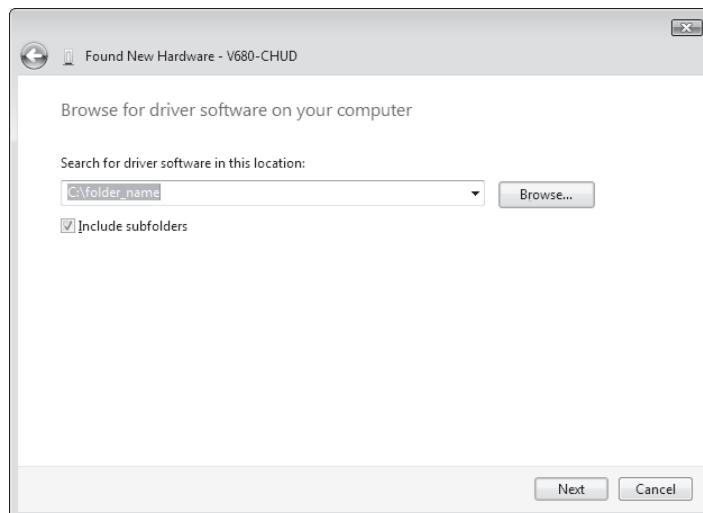 Found New Hardware - V680-CHUD
Browse for driver software on your computer
Search for driver software in this location:
C:\folder_name
Browse...
Include subfolders
Next
Cancel